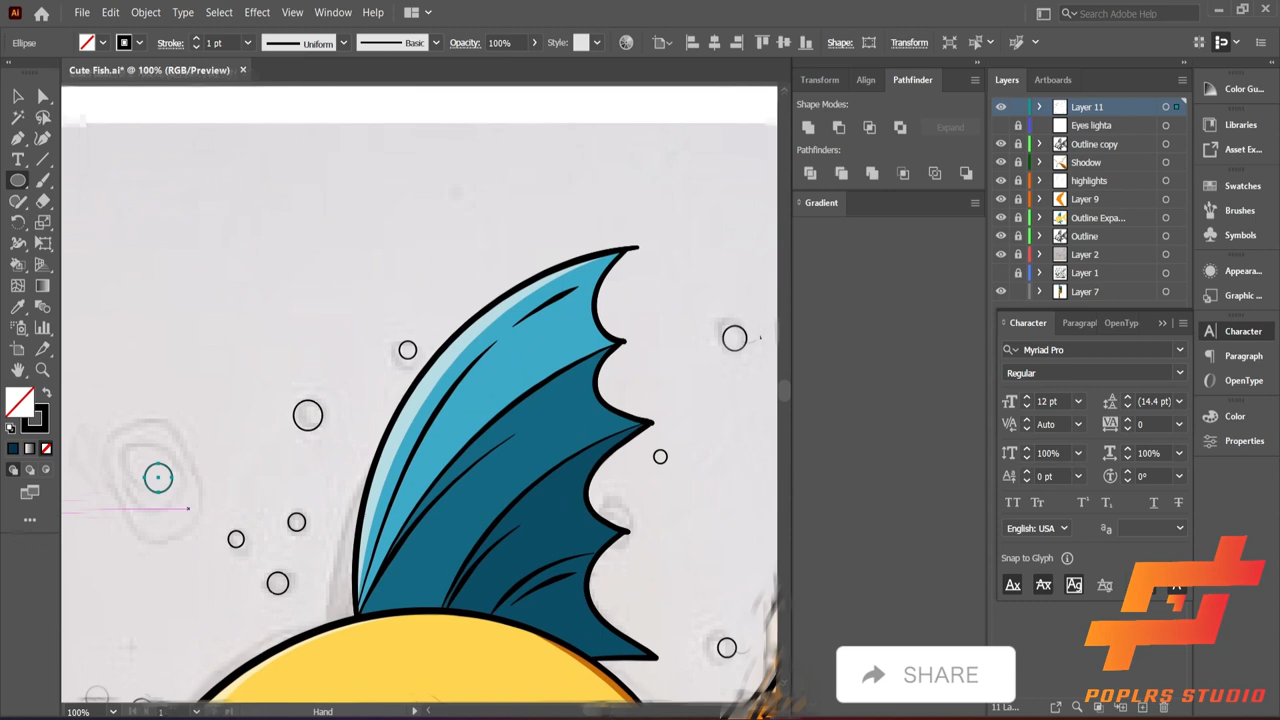 Ai File Edit Object Type Select Effect View Window Help Search Adobe Help
Ellipse Stroke: 1 pt Uniform Basic Opacity: 100% Style: Shape: Transform
Cute Fish.ai* @ 100% (RGB/Preview) ×
Transform Align Pathfinder
Shape Modes:
Expand
Pathfinders:
Gradient
Layers Artboards
Layer 11
Eyes lighta
Outline copy
Shodow
highlights
Layer 9
Outline Expa...
Outline
Layer 2
Layer 1
Layer 7
11 La...
Character Paragrapl OpenTyp
Myriad Pro
Regular
12 pt (14.4 pt)
Auto 0
100% 100%
0 pt 0°
English: USA
Snap to Glyph
Color Gu...
Libraries
Asset Ex...
Swatches
Brushes
Symbols
Appeara...
Graphic ...
Character
Paragraph
OpenType
Color
Properties
SHARE
POPLRS STUDIO
100% 1 Hand